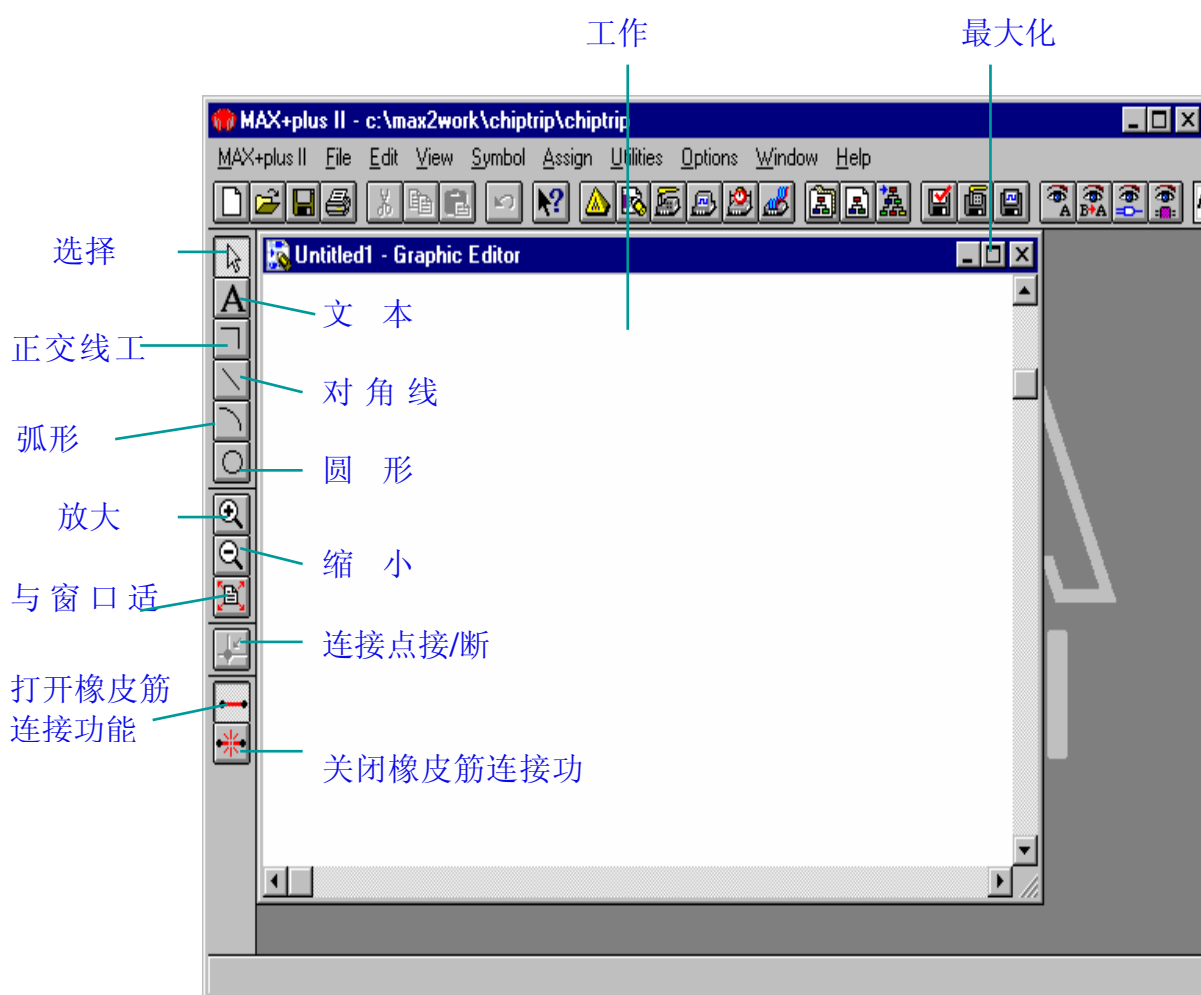 工作
最大化
MAX+plus II - c:\max2work\chiptrip\chiptrip
MAX+plus II File Edit View Symbol Assign Utilities Options Window Help
A B+A
选择
Untitled1 - Graphic Editor
A
文 本
正交线工
对 角 线
弧形
圆 形
放大
缩 小
与 窗 口 适
连接点接/断
打开橡皮筋
连接功能
关闭橡皮筋连接功